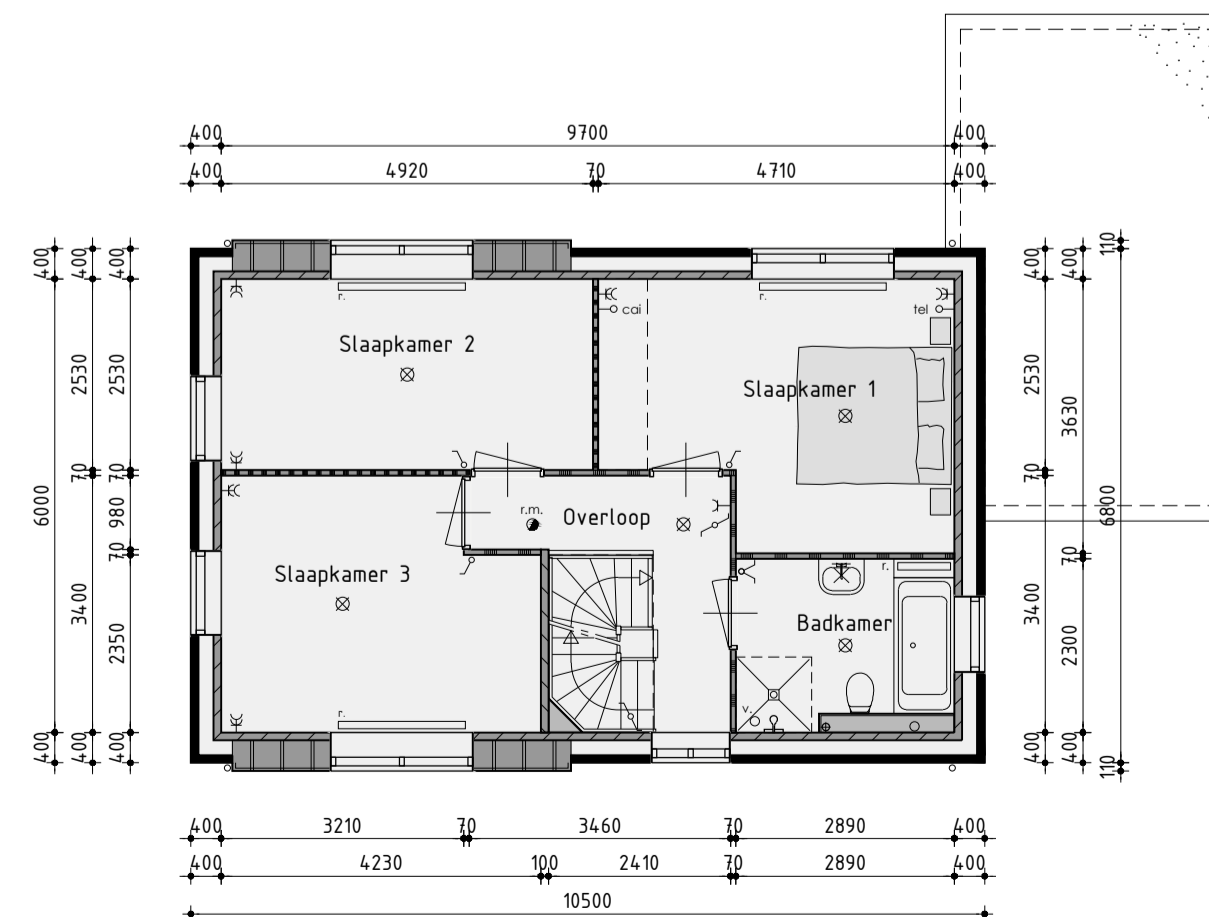 400 9700 400
400 4920 70 4710 400
110
400 400 400
400 400
r.
r.
cai
tel
Slaapkamer 2
2530 2530
2530
Slaapkamer 1
3630
6000
70 70
70
980
r.m.
Overloop
6800
70
70
Slaapkamer 3
r.
3400
2350
3400
2300
Badkamer
r.
v.
400 400 400
400 400
110
400 3210 70 3460 70 2890 400
400 4230 100 2410 70 2890 400
10500